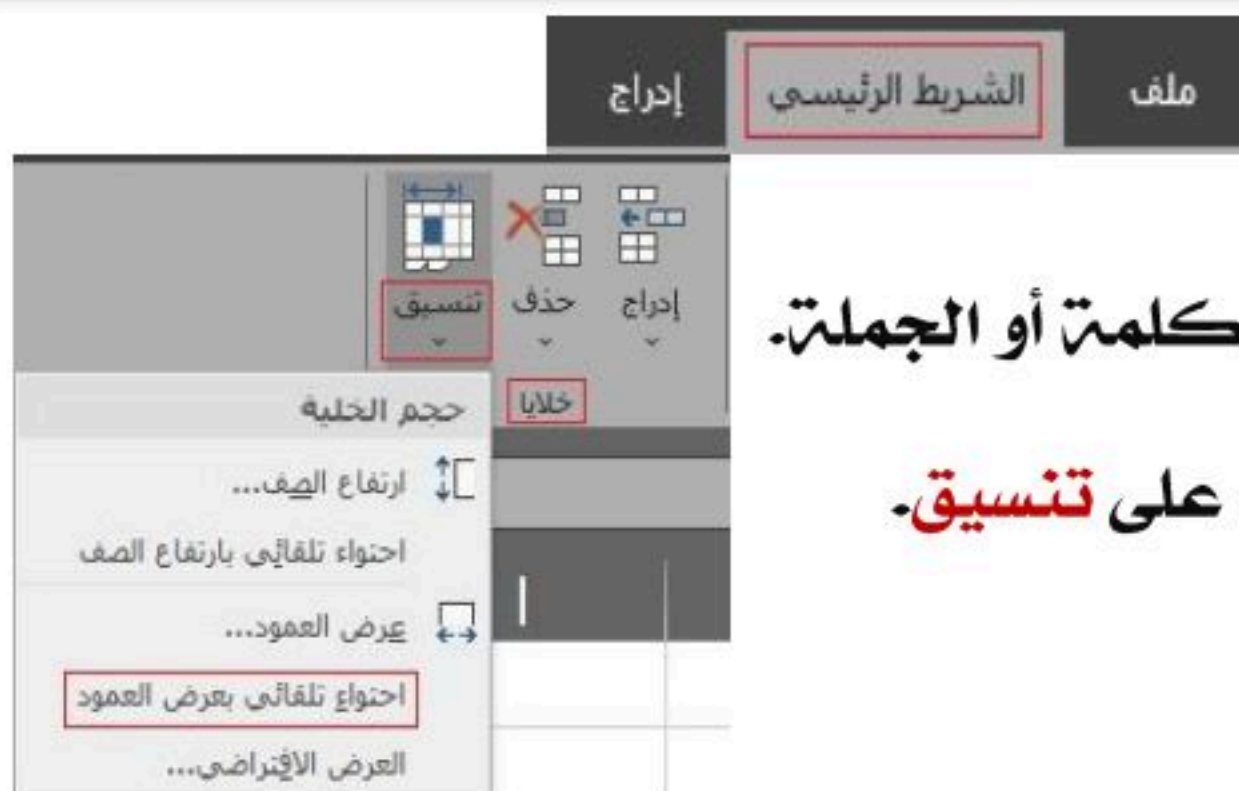 ملف
الشريط الرئيسي
إدراج
إدراج
حذف
تنسيق
خلايا
كلمة أو الجملة.
على تنسيق.
حجم الخلية
ارتفاع الصف...
احتواء تلقائي بارتفاع الصف
عرض العمود...
احتواء تلقائي بعرض العمود
العرض الافتراضي...